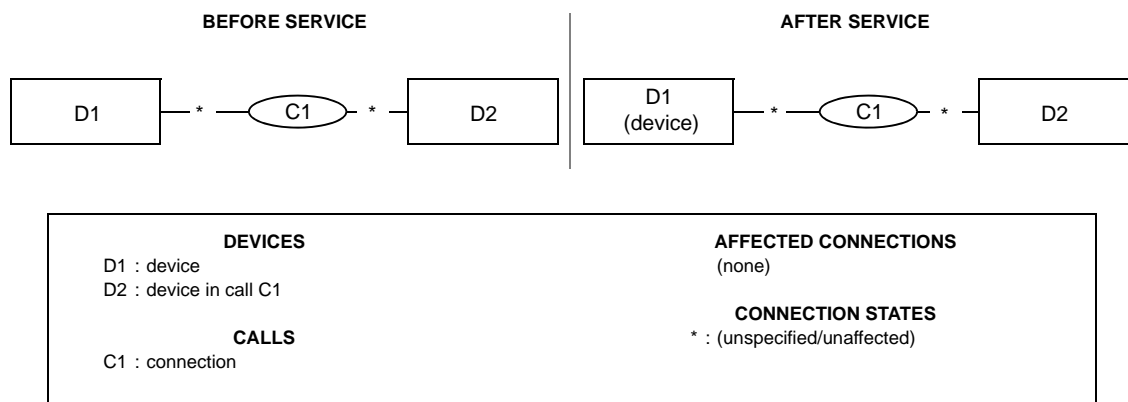 BEFORE SERVICE
AFTER SERVICE
D1 * C1 * D2
D1
(device)
* C1 * D2
DEVICES
D1 : device
D2 : device in call C1
CALLS
C1 : connection
AFFECTED CONNECTIONS
(none)
CONNECTION STATES
* : (unspecified/unaffected)